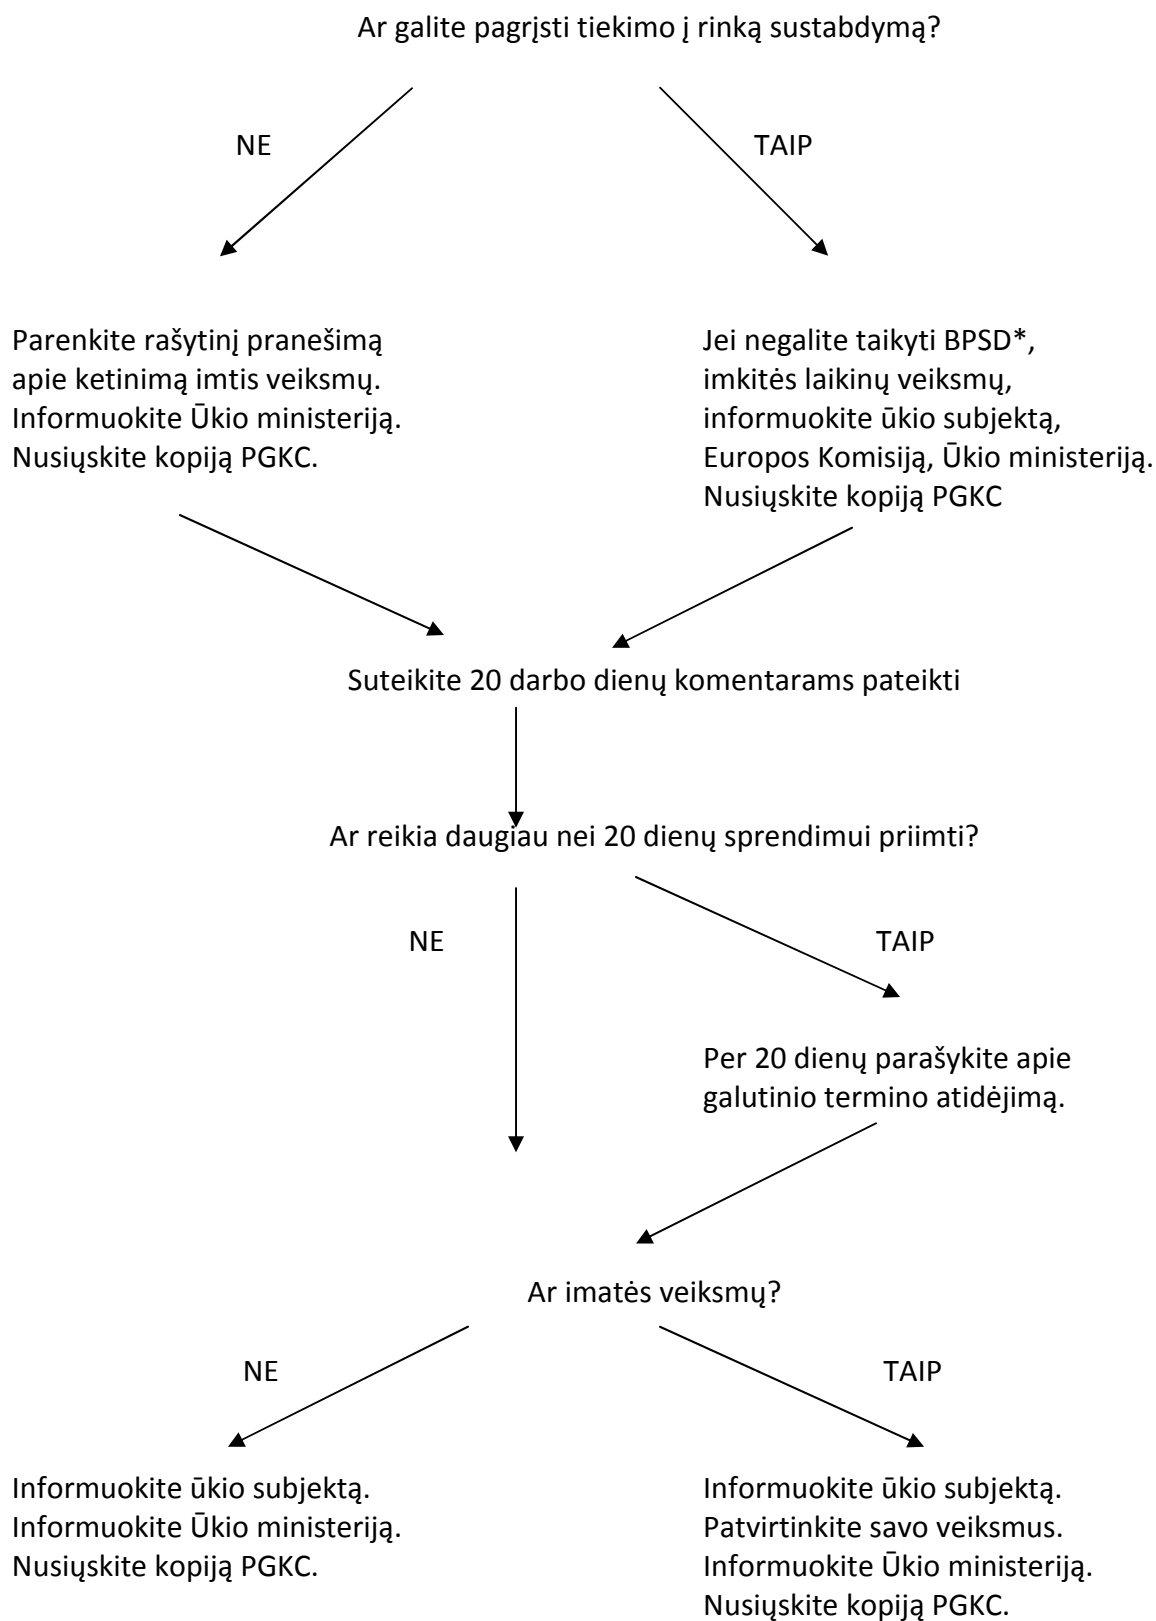 Ar galite pagrįsti tiekimo į rinką sustabdymą?
NE
TAIP
Parenkite rašytinį pranešimą
apie ketinimą imtis veiksmų.
Informuokite Ūkio ministeriją.
Nusiųskite kopiją PGKC.
Jei negalite taikyti BPSD*,
imkitės laikinų veiksmų,
informuokite ūkio subjektą,
Europos Komisiją, Ūkio ministeriją.
Nusiųskite kopiją PGKC
Suteikite 20 darbo dienų komentarams pateikti
Ar reikia daugiau nei 20 dienų sprendimui priimti?
NE
TAIP
Per 20 dienų parašykite apie
galutinio termino atidėjimą.
Ar imatės veiksmų?
NE
TAIP
Informuokite ūkio subjektą.
Informuokite Ūkio ministeriją.
Nusiųskite kopiją PGKC.
Informuokite ūkio subjektą.
Patvirtinkite savo veiksmus.
Informuokite Ūkio ministeriją.
Nusiųskite kopiją PGKC.